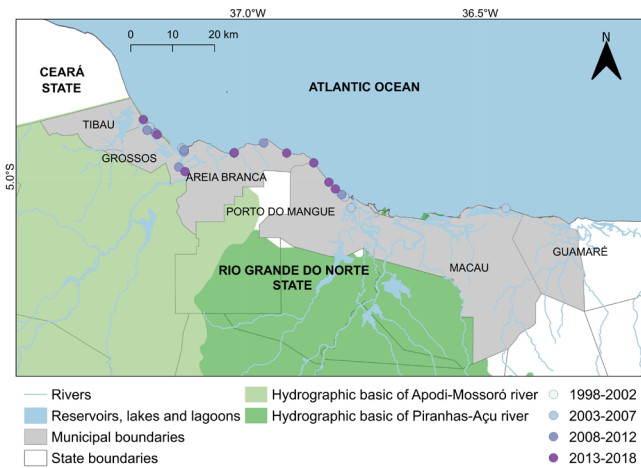 37.0°W 36.5°W
0 10 20 km
N
CEARÁ
STATE
ATLANTIC OCEAN
TIBAU
GROSSOS
5.0°S
AREIA BRANCA
PORTO DO MANGUE
RIO GRANDE DO NORTE
STATE
MACAU
GUAMARÉ
Rivers
Reservoirs, lakes and lagoons
Municipal boundaries
State boundaries
Hydrographic basic of Apodi-Mossoró river
Hydrographic basic of Piranhas-Açu river
1998-2002
2003-2007
2008-2012
2013-2018